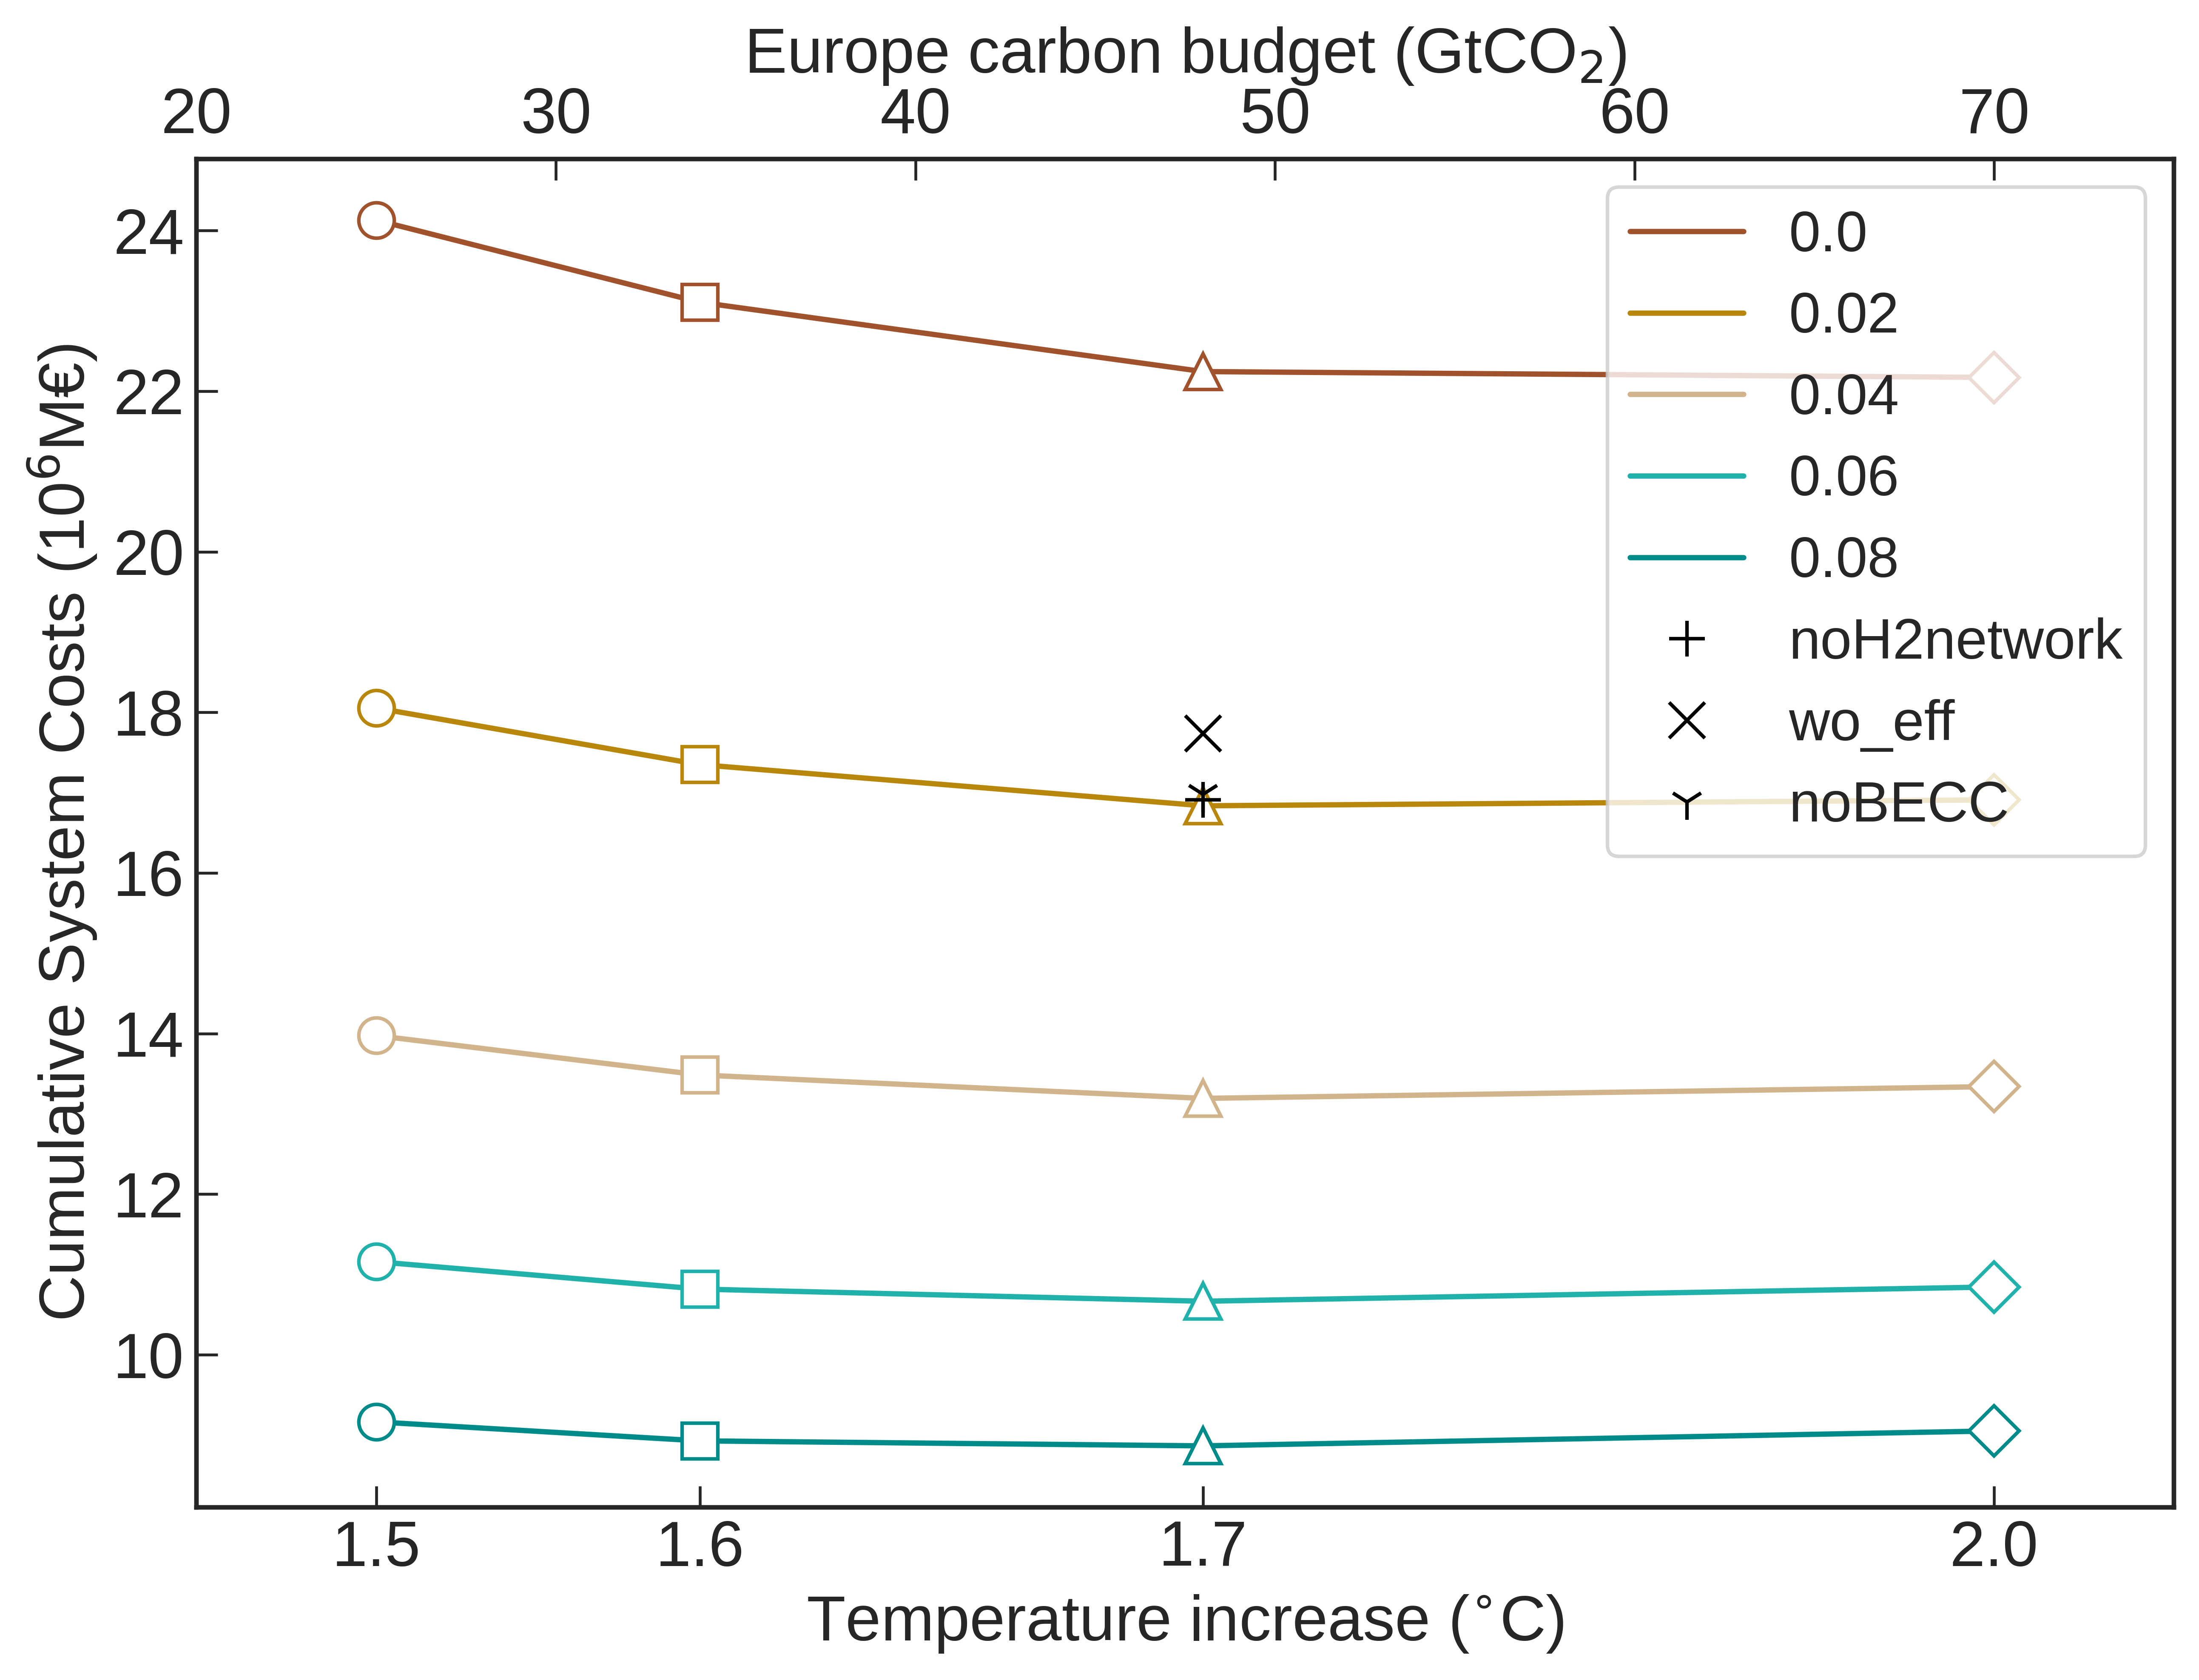 Europe carbon budget (GtCO₂)
20 30 40 50 60 70
Cumulative System Costs (10⁶M€)
24
22
20
18
16
14
12
10
0.0
0.02
0.04
0.06
0.08
noH2network
wo_eff
noBECC
1.5 1.6 1.7 2.0
Temperature increase (°C)